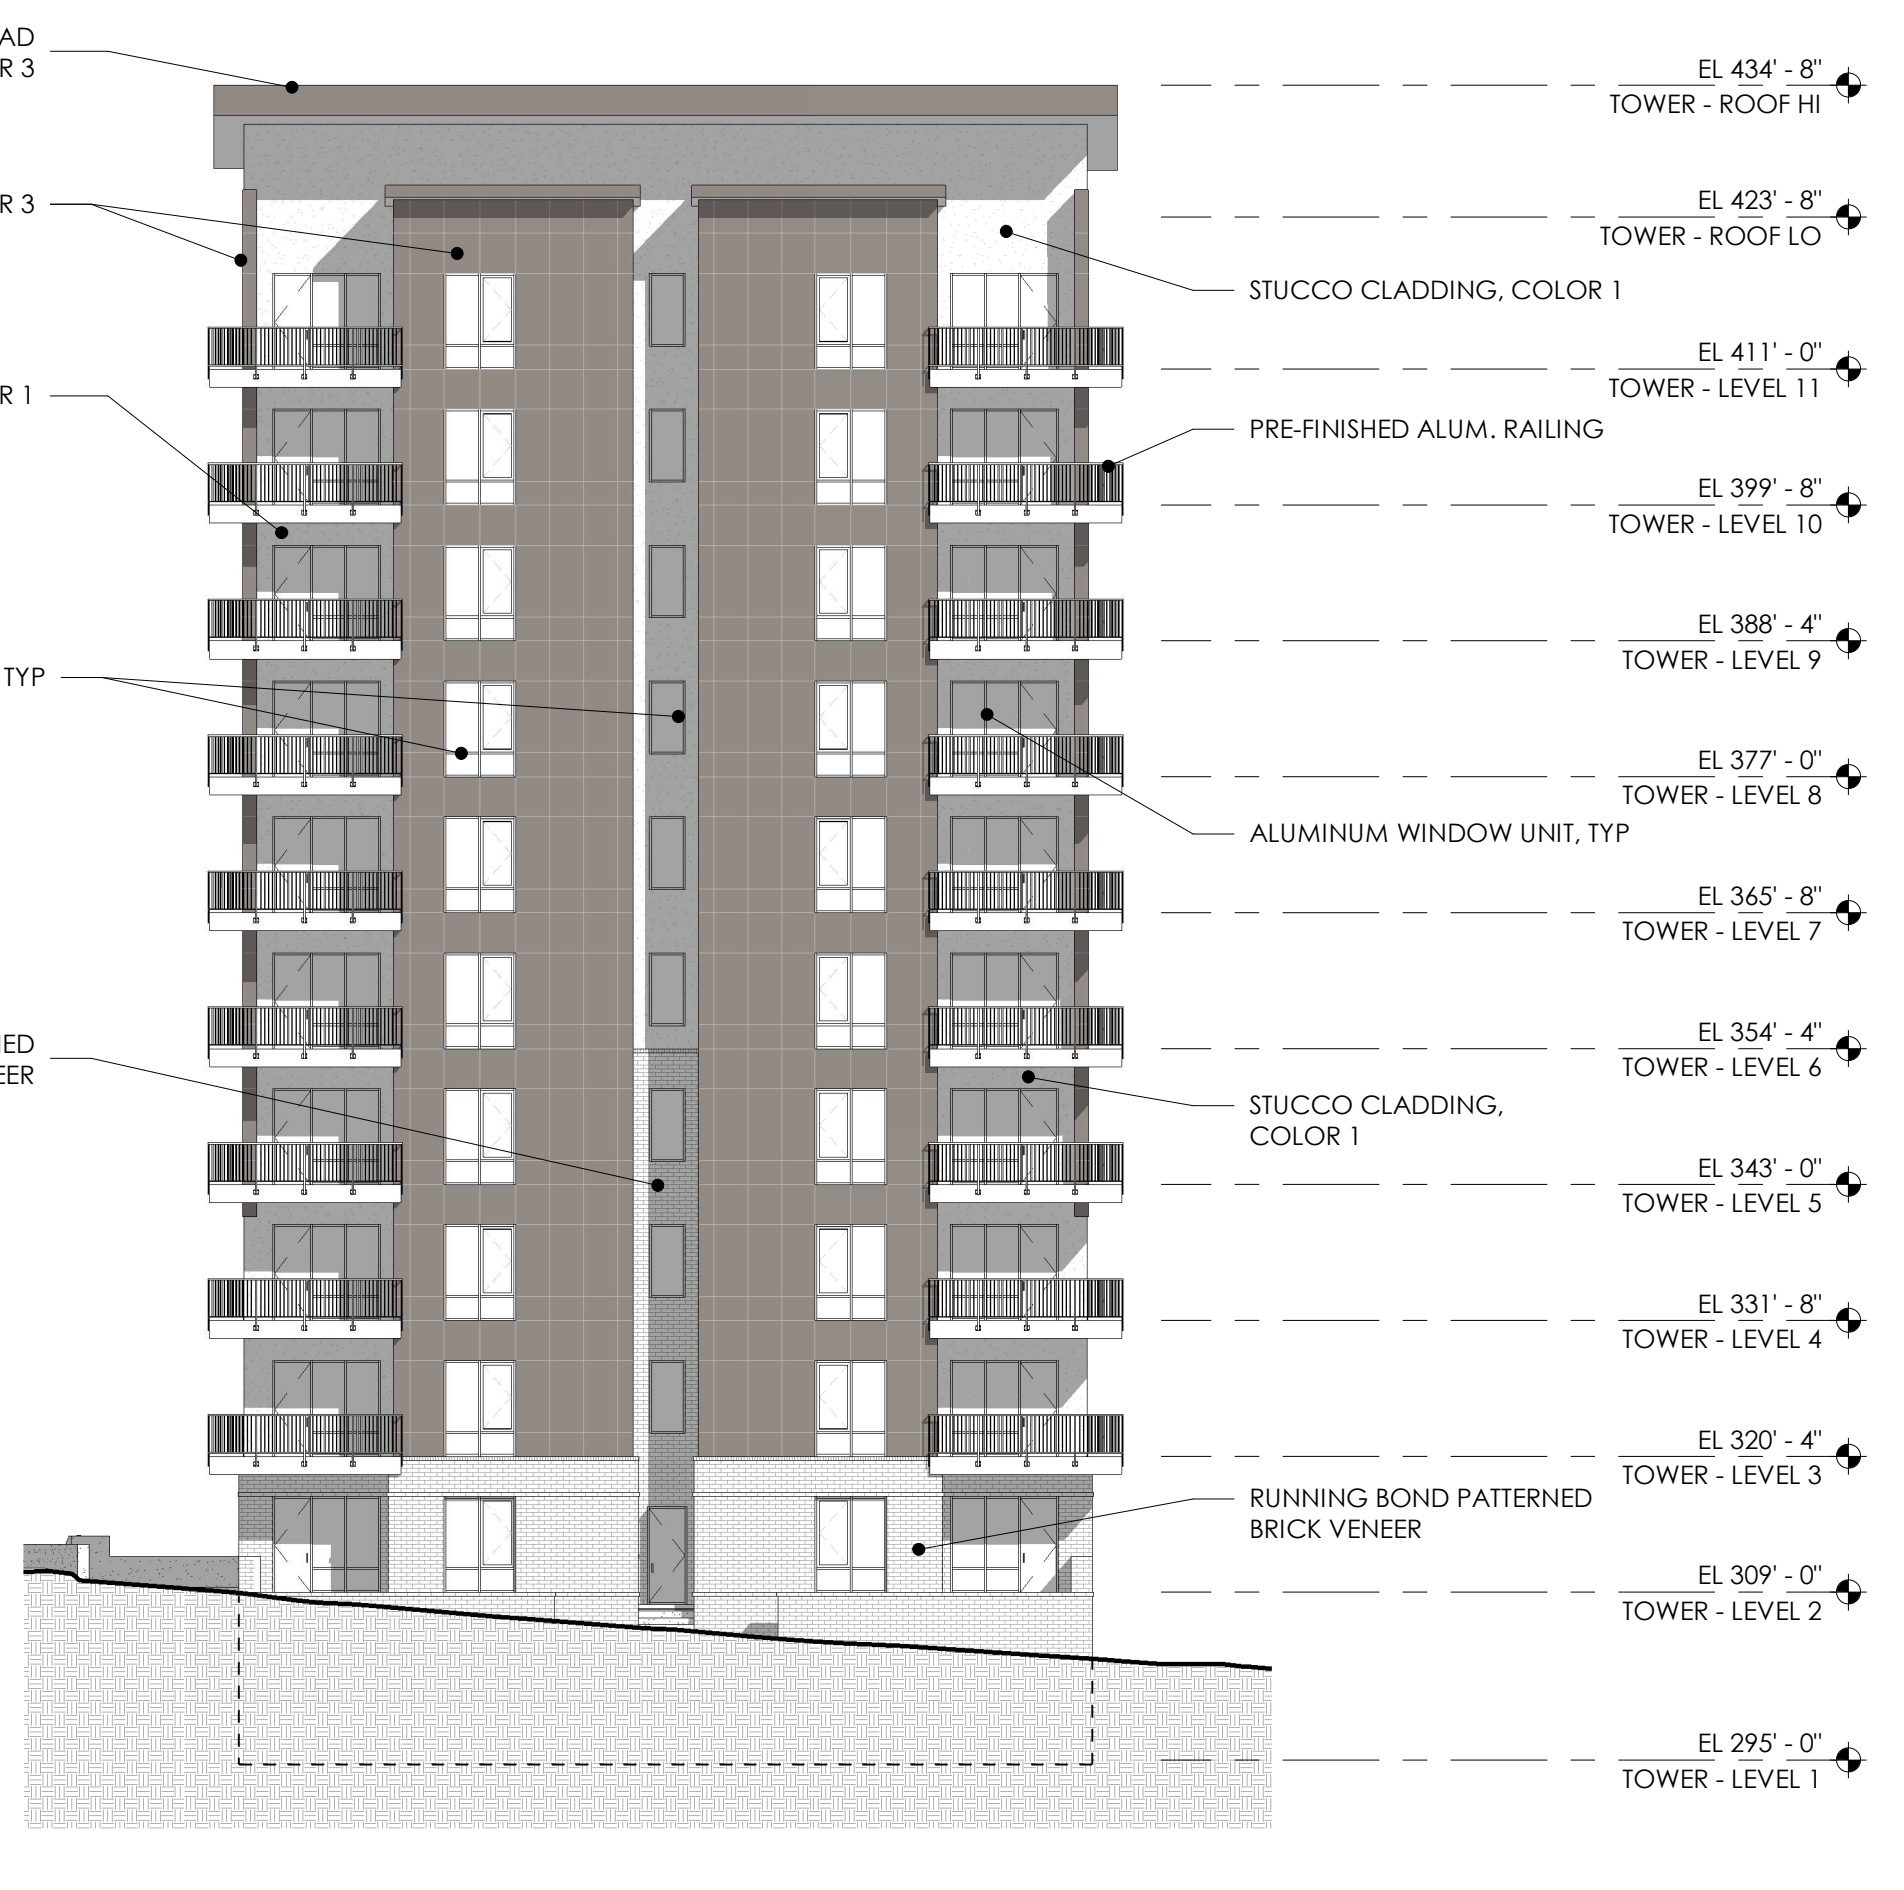 AD
R 3
R 3
R 1
TYP
EER
EL 434' - 8"
TOWER - ROOF HI
EL 423' - 8"
TOWER - ROOF LO
STUCCO CLADDING, COLOR 1
EL 411' - 0"
TOWER - LEVEL 11
PRE-FINISHED ALUM. RAILING
EL 399' - 8"
TOWER - LEVEL 10
EL 388' - 4"
TOWER - LEVEL 9
EL 377' - 0"
TOWER - LEVEL 8
ALUMINUM WINDOW UNIT, TYP
EL 365' - 8"
TOWER - LEVEL 7
EL 354' - 4"
TOWER - LEVEL 6
STUCCO CLADDING,
COLOR 1
EL 343' - 0"
TOWER - LEVEL 5
EL 331' - 8"
TOWER - LEVEL 4
EL 320' - 4"
TOWER - LEVEL 3
RUNNING BOND PATTERNED
BRICK VENEER
EL 309' - 0"
TOWER - LEVEL 2
EL 295' - 0"
TOWER - LEVEL 1